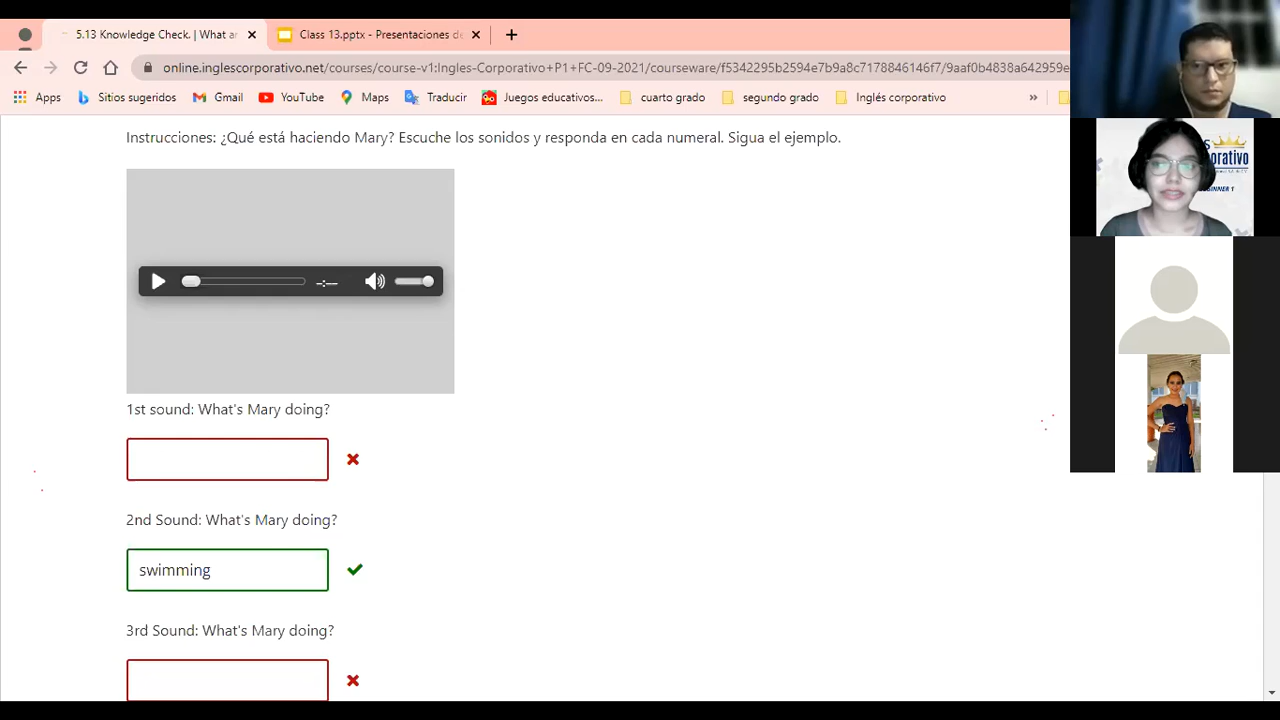 5.13 Knowledge Check. | What ar
Class 13.pptx - Presentaciones de
online.inglescorporativo.net/courses/course-v1:Ingles-Corporativo+P1+FC-09-2021/courseware/f5342295b2594e7b9a8c7178846146f7/9aaf0b4838a642959e
Apps
Sitios sugeridos
Gmail
YouTube
Maps
Traducir
Juegos educativos...
cuarto grado
segundo grado
Inglés corporativo
»
Instrucciones: ¿Qué está haciendo Mary? Escuche los sonidos y responda en cada numeral. Sigua el ejemplo.
-:--
1st sound: What's Mary doing?
2nd Sound: What's Mary doing?
swimming
3rd Sound: What's Mary doing?